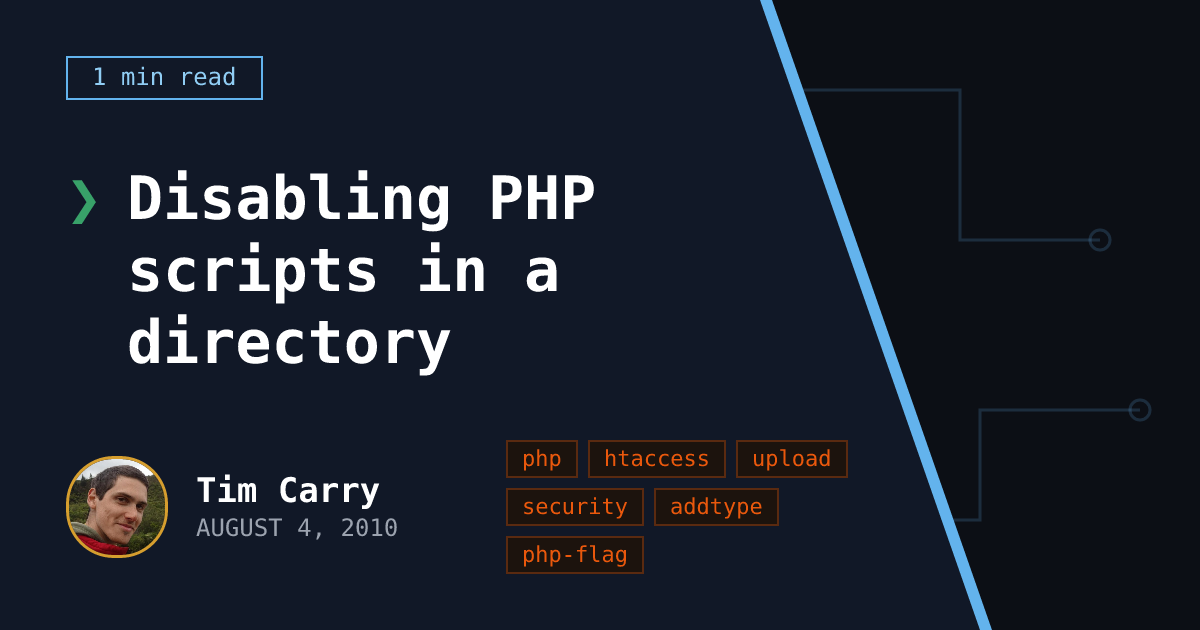 1 min read
❯ Disabling PHP
scripts in a
directory
Tim Carry
AUGUST 4, 2010
php htaccess upload
security addtype
php-flag